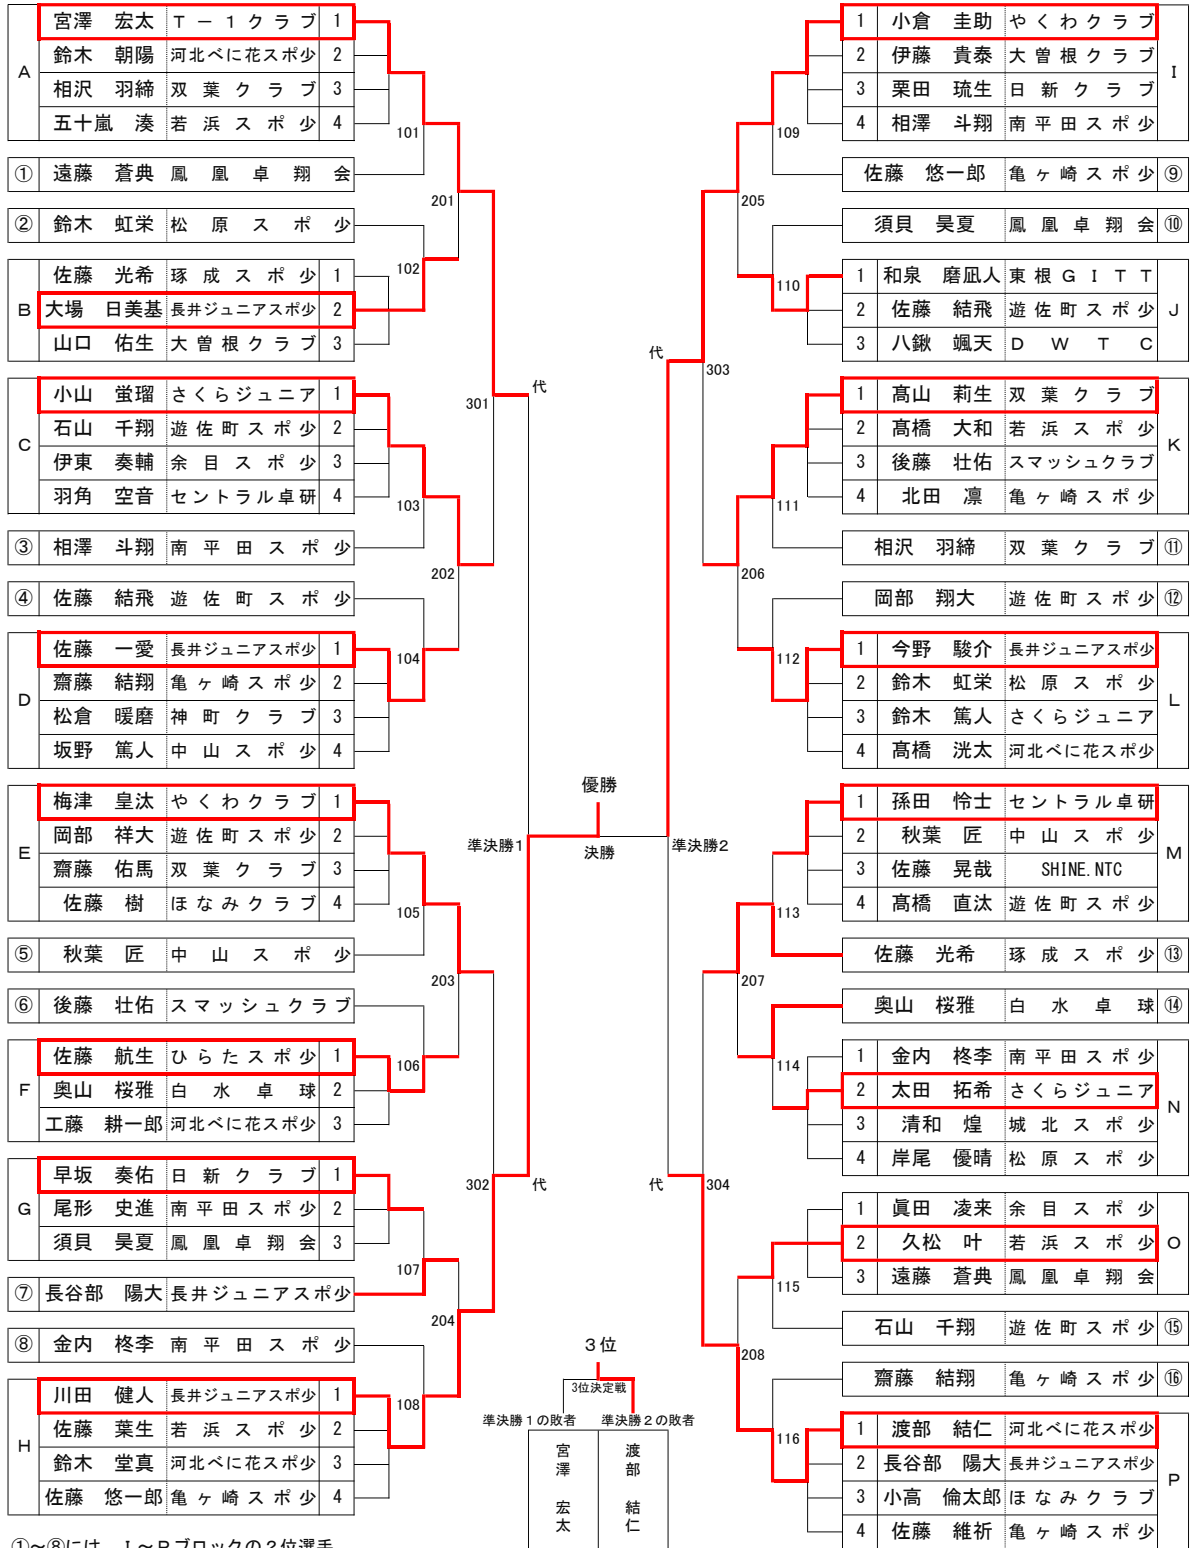 A
宮澤 宏太 T－1クラブ 1
鈴木 朝陽 河北べに花スポ少 2
相沢 羽締 双葉クラブ 3
五十嵐 湊 若浜スポ少 4
① 遠藤 蒼典 鳳凰卓翔会
② 鈴木 虹栄 松原スポ少
B
佐藤 光希 琢成スポ少 1
大場 日美基 長井ジュニアスポ少 2
山口 佑生 大曽根クラブ 3
C
小山 蛍瑠 さくらジュニア 1
石山 千翔 遊佐町スポ少 2
伊東 奏輔 余目スポ少 3
羽角 空音 セントラル卓研 4
③ 相澤 斗翔 南平田スポ少
④ 佐藤 結飛 遊佐町スポ少
D
佐藤 一愛 長井ジュニアスポ少 1
齋藤 結翔 亀ヶ崎スポ少 2
松倉 暖磨 神町クラブ 3
坂野 篤人 中山スポ少 4
E
梅津 皇汰 やくわクラブ 1
岡部 祥大 遊佐町スポ少 2
齋藤 佑馬 双葉クラブ 3
佐藤 樹 ほなみクラブ 4
⑤ 秋葉 匠 中山スポ少
⑥ 後藤 壮佑 スマッシュクラブ
F
佐藤 航生 ひらたスポ少 1
奥山 桜雅 白水卓球 2
工藤 耕一郎 河北べに花スポ少 3
G
早坂 奏佑 日新クラブ 1
尾形 史進 南平田スポ少 2
須貝 昊夏 鳳凰卓翔会 3
⑦ 長谷部 陽大 長井ジュニアスポ少
⑧ 金内 柊李 南平田スポ少
H
川田 健人 長井ジュニアスポ少 1
佐藤 葉生 若浜スポ少 2
鈴木 堂真 河北べに花スポ少 3
佐藤 悠一郎 亀ヶ崎スポ少 4
①～⑧には、I～Pブロックの2位選手
101
102
103
104
105
106
107
108
201
202
203
204
301
302
代
代
準決勝1
優勝
決勝
準決勝2
代
代
303
304
205
206
207
208
109
110
111
112
113
114
115
116
3位
3位決定戦
準決勝1の敗者 準決勝2の敗者
宮澤 宏太
渡部 結仁
I
1 小倉 圭助 やくわクラブ
2 伊藤 貴泰 大曽根クラブ
3 栗田 琉生 日新クラブ
4 相澤 斗翔 南平田スポ少
佐藤 悠一郎 亀ヶ崎スポ少 ⑨
須貝 昊夏 鳳凰卓翔会 ⑩
J
1 和泉 磨凪人 東根GITT
2 佐藤 結飛 遊佐町スポ少
3 八鍬 颯天 DWTC
K
1 髙山 莉生 双葉クラブ
2 髙橋 大和 若浜スポ少
3 後藤 壮佑 スマッシュクラブ
4 北田 凛 亀ヶ崎スポ少
相沢 羽締 双葉クラブ ⑪
岡部 翔大 遊佐町スポ少 ⑫
L
1 今野 駿介 長井ジュニアスポ少
2 鈴木 虹栄 松原スポ少
3 鈴木 篤人 さくらジュニア
4 髙橋 洸太 河北べに花スポ少
M
1 孫田 怜士 セントラル卓研
2 秋葉 匠 中山スポ少
3 佐藤 晃哉 SHINE.NTC
4 髙橋 直汰 遊佐町スポ少
佐藤 光希 琢成スポ少 ⑬
奥山 桜雅 白水卓球 ⑭
N
1 金内 柊李 南平田スポ少
2 太田 拓希 さくらジュニア
3 清和 煌 城北スポ少
4 岸尾 優晴 松原スポ少
O
1 眞田 凌来 余目スポ少
2 久松 叶 若浜スポ少
3 遠藤 蒼典 鳳凰卓翔会
石山 千翔 遊佐町スポ少 ⑮
齋藤 結翔 亀ヶ崎スポ少 ⑯
P
1 渡部 結仁 河北べに花スポ少
2 長谷部 陽大 長井ジュニアスポ少
3 小高 倫太郎 ほなみクラブ
4 佐藤 維祈 亀ヶ崎スポ少